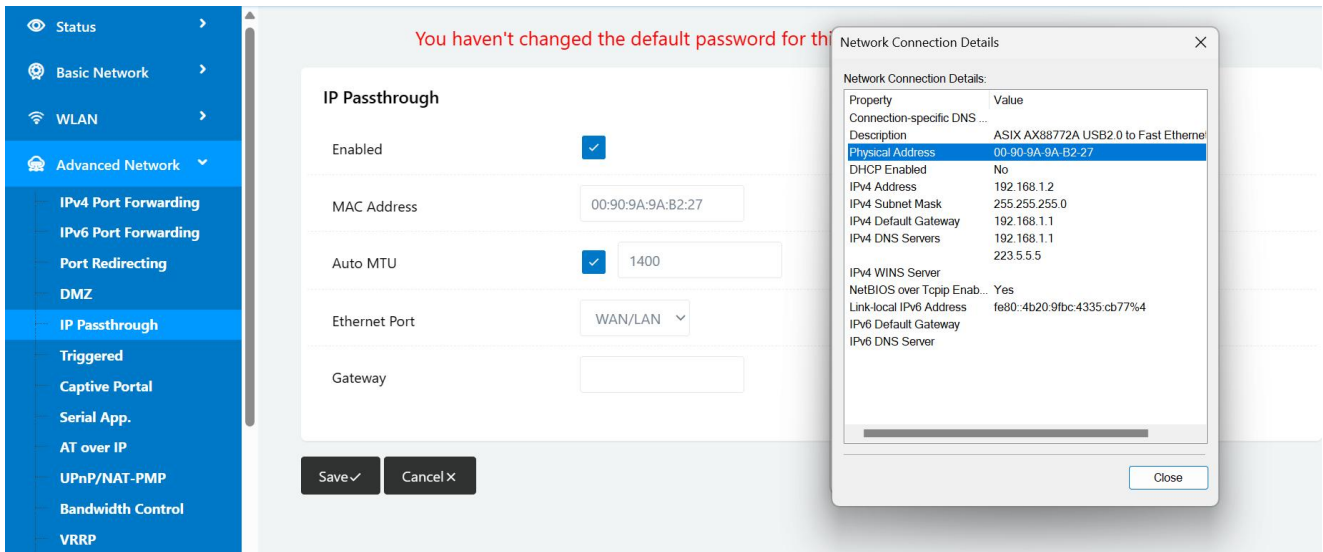 Status
Basic Network
WLAN
Advanced Network
IPv4 Port Forwarding
IPv6 Port Forwarding
Port Redirecting
DMZ
IP Passthrough
Triggered
Captive Portal
Serial App.
AT over IP
UPnP/NAT-PMP
Bandwidth Control
VRRP
You haven't changed the default password for thi
IP Passthrough
Enabled
MAC Address 00:90:9A:9A:B2:27
Auto MTU 1400
Ethernet Port WAN/LAN
Gateway
Save Cancel
Network Connection Details
Network Connection Details:
Property Value
Connection-specific DNS ...
Description ASIX AX88772A USB2.0 to Fast Etherne
Physical Address 00-90-9A-9A-B2-27
DHCP Enabled No
IPv4 Address 192.168.1.2
IPv4 Subnet Mask 255.255.255.0
IPv4 Default Gateway 192.168.1.1
IPv4 DNS Servers 192.168.1.1
223.5.5.5
IPv4 WINS Server
NetBIOS over Tcpip Enab... Yes
Link-local IPv6 Address fe80::4b20:9fbc:4335:cb77%4
IPv6 Default Gateway
IPv6 DNS Server
Close